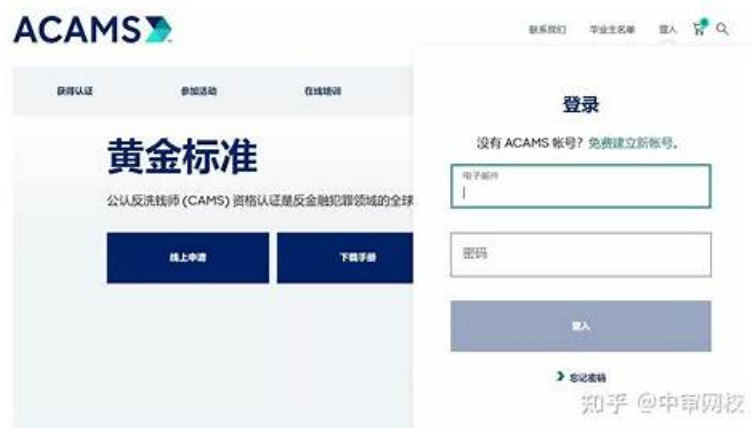 ACAMS
联系我们 毕业生名单 登入
获得认证 参加活动 在线培训
登录
没有 ACAMS 帐号？免费建立新帐号。
黄金标准
电子邮件
公认反洗钱师 (CAMS) 资格认证是反金融犯罪领域的全球
线上申请 下载手册
密码
登入
忘记密码
知乎 @中审网校